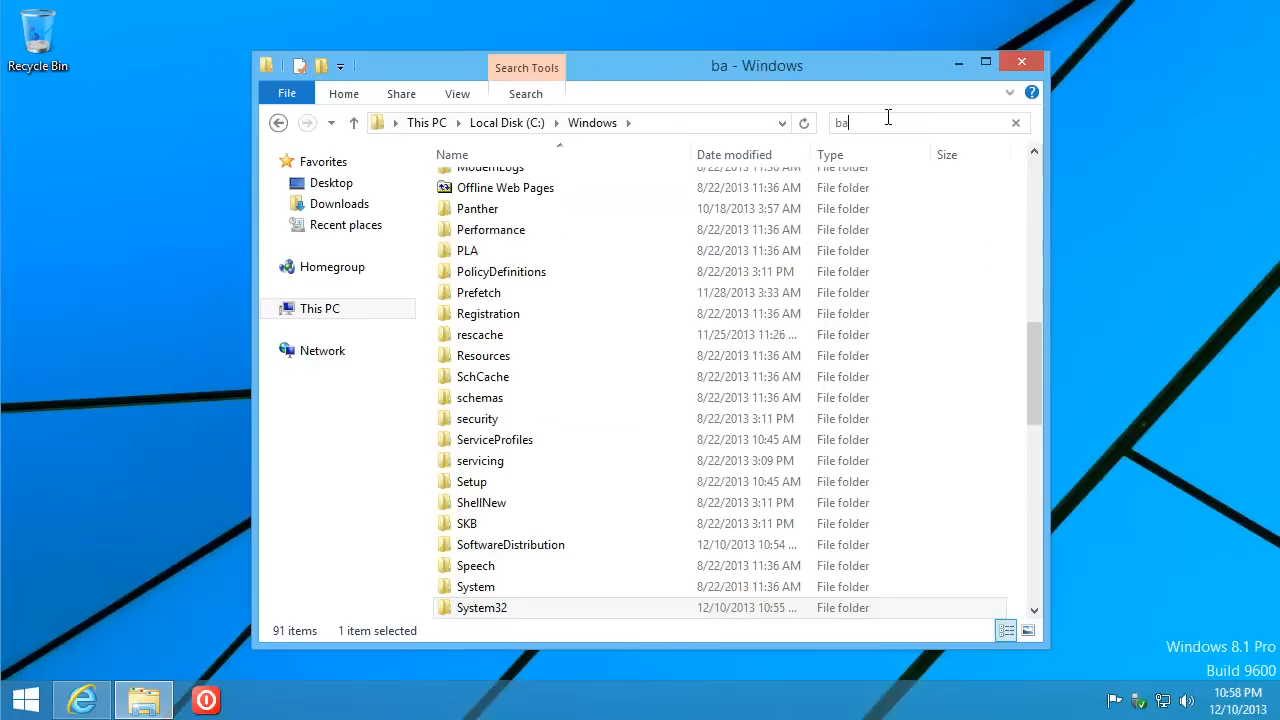 Recycle Bin
Search Tools
ba - Windows
File Home Share View Search
This PC Local Disk (C:) Windows
ba
Name Date modified Type Size
ModernLogs 8/22/2013 11:36 AM File folder
Offline Web Pages 8/22/2013 11:36 AM File folder
Panther 10/18/2013 3:57 AM File folder
Performance 8/22/2013 11:36 AM File folder
PLA 8/22/2013 11:36 AM File folder
PolicyDefinitions 8/22/2013 3:11 PM File folder
Prefetch 11/28/2013 3:33 AM File folder
Registration 8/22/2013 11:36 AM File folder
rescache 11/25/2013 11:26 ... File folder
Resources 8/22/2013 11:36 AM File folder
SchCache 8/22/2013 11:36 AM File folder
schemas 8/22/2013 11:36 AM File folder
security 8/22/2013 3:11 PM File folder
ServiceProfiles 8/22/2013 10:45 AM File folder
servicing 8/22/2013 3:09 PM File folder
Setup 8/22/2013 10:45 AM File folder
ShellNew 8/22/2013 3:11 PM File folder
SKB 8/22/2013 3:11 PM File folder
SoftwareDistribution 12/10/2013 10:54 ... File folder
Speech 8/22/2013 11:36 AM File folder
System 8/22/2013 11:36 AM File folder
System32 12/10/2013 10:55 ... File folder
Favorites
Desktop
Downloads
Recent places
Homegroup
This PC
Network
91 items 1 item selected
Windows 8.1 Pro
Build 9600
10:58 PM
12/10/2013